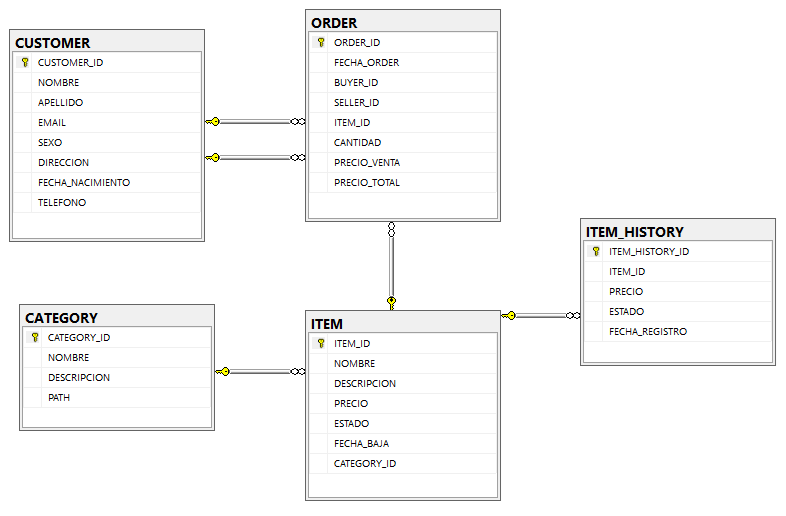 CUSTOMER
CUSTOMER_ID
NOMBRE
APELLIDO
EMAIL
SEXO
DIRECCION
FECHA_NACIMIENTO
TELEFONO
ORDER
ORDER_ID
FECHA_ORDER
BUYER_ID
SELLER_ID
ITEM_ID
CANTIDAD
PRECIO_VENTA
PRECIO_TOTAL
ITEM_HISTORY
ITEM_HISTORY_ID
ITEM_ID
PRECIO
ESTADO
FECHA_REGISTRO
CATEGORY
CATEGORY_ID
NOMBRE
DESCRIPCION
PATH
ITEM
ITEM_ID
NOMBRE
DESCRIPCION
PRECIO
ESTADO
FECHA_BAJA
CATEGORY_ID